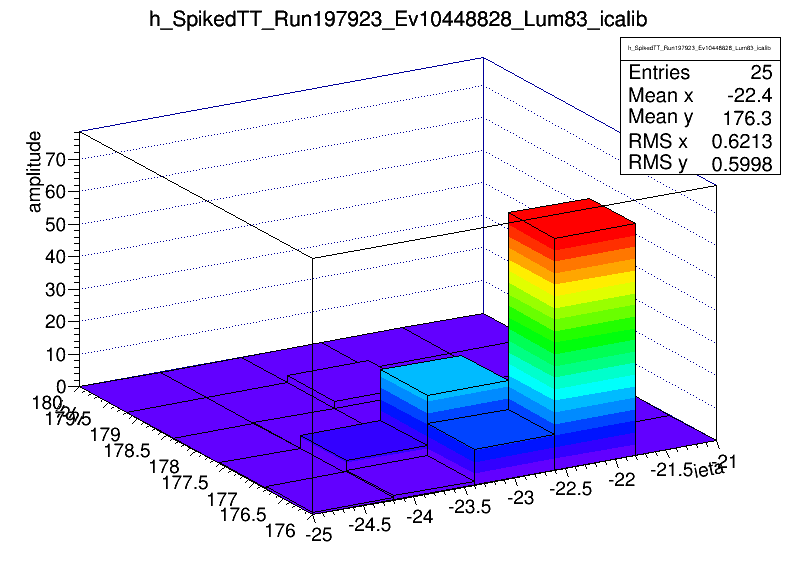 h_SpikedTT_Run197923_Ev10448828_Lum83_icalib
h_SpikedTT_Run197923_Ev10448828_Lum83_icalib
Entries 25
Mean x -22.4
Mean y 176.3
RMS x 0.6213
RMS y 0.5998
amplitude
70
60
50
40
30
20
10
0
180
179.5
179
178.5
178
177.5
177
176.5
176
-25
-24.5
-24
-23.5
-23
-22.5
-22
-21.5
-21
ieta